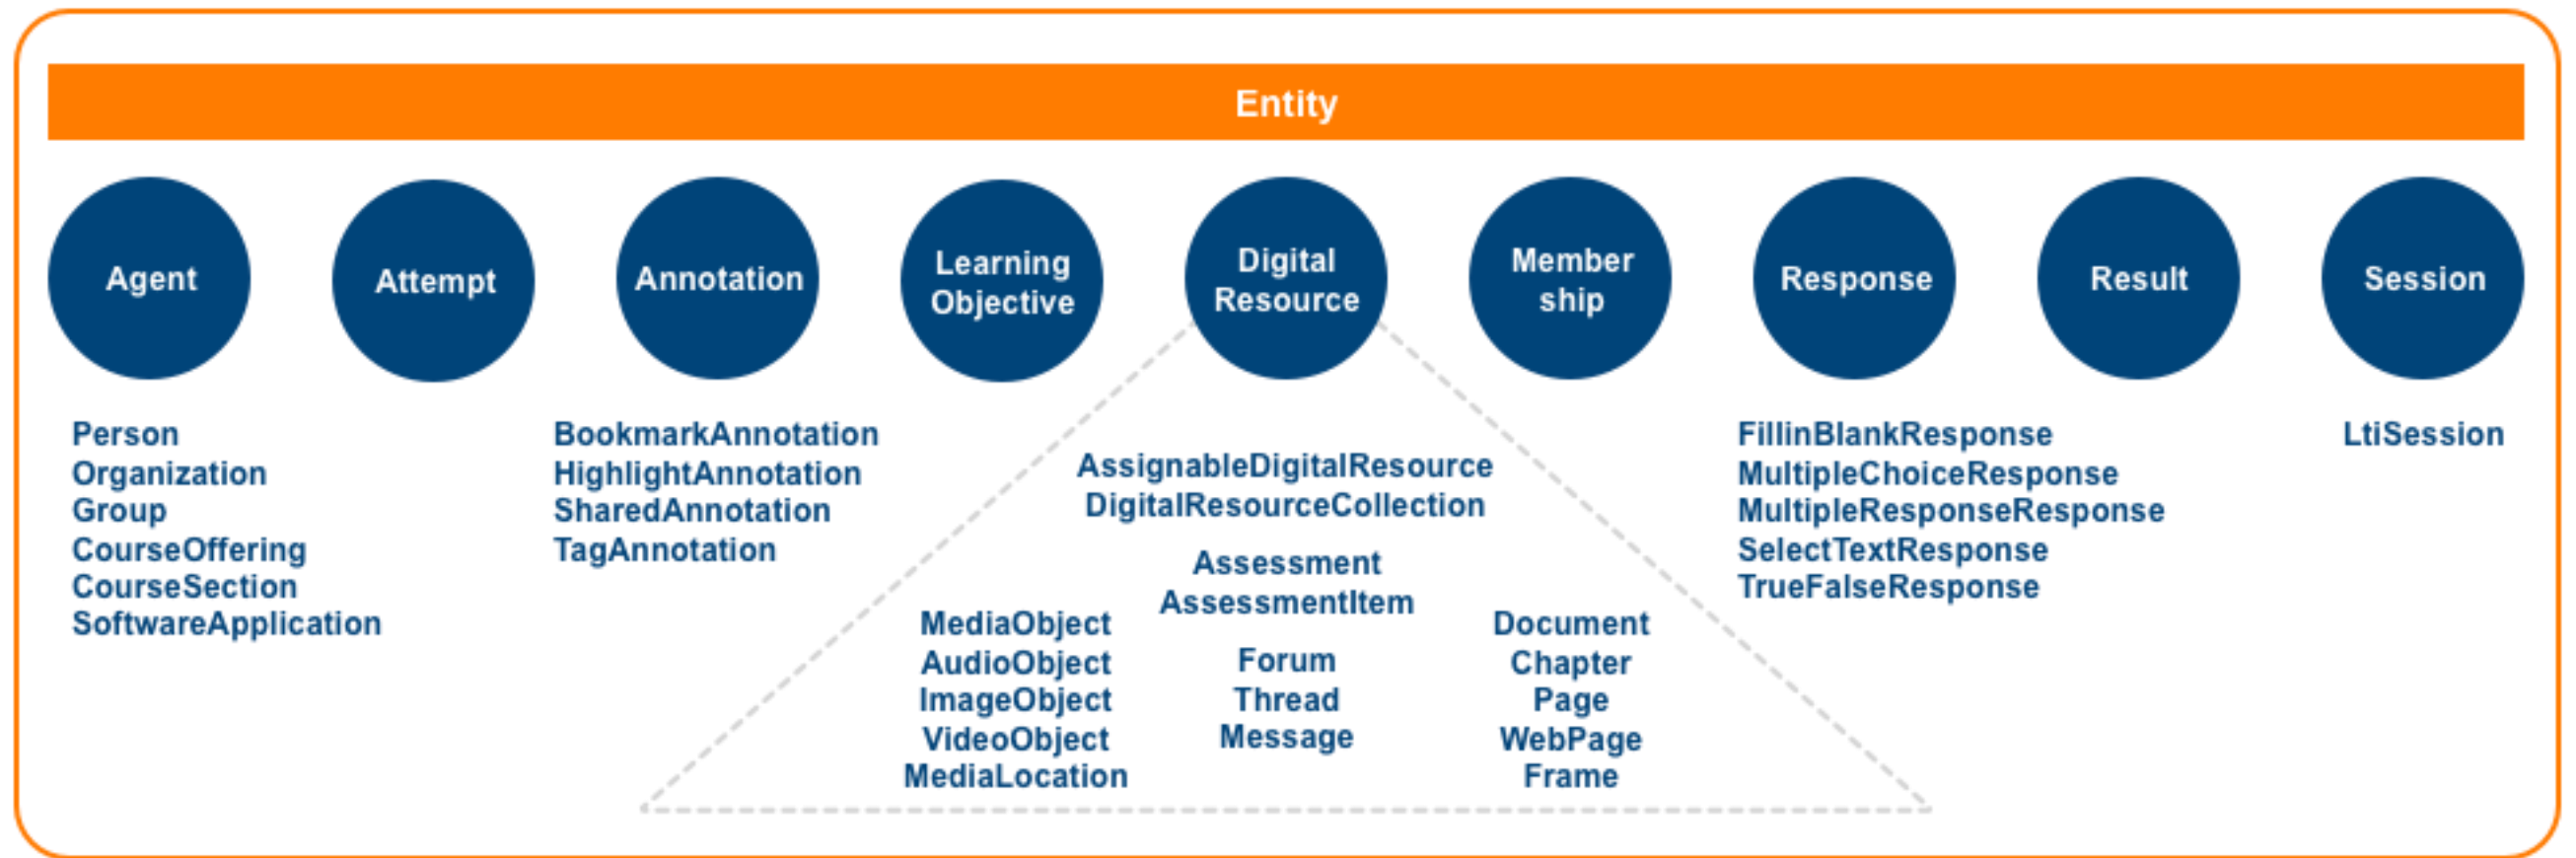 Entity
Agent
Attempt
Annotation
Learning
Objective
Digital
Resource
Member
ship
Response
Result
Session
Person
Organization
Group
CourseOffering
CourseSection
SoftwareApplication
BookmarkAnnotation
HighlightAnnotation
SharedAnnotation
TagAnnotation
AssignableDigitalResource
DigitalResourceCollection
Assessment
AssessmentItem
MediaObject
AudioObject
ImageObject
VideoObject
MediaLocation
Forum
Thread
Message
Document
Chapter
Page
WebPage
Frame
FillinBlankResponse
MultipleChoiceResponse
MultipleResponseResponse
SelectTextResponse
TrueFalseResponse
LtiSession